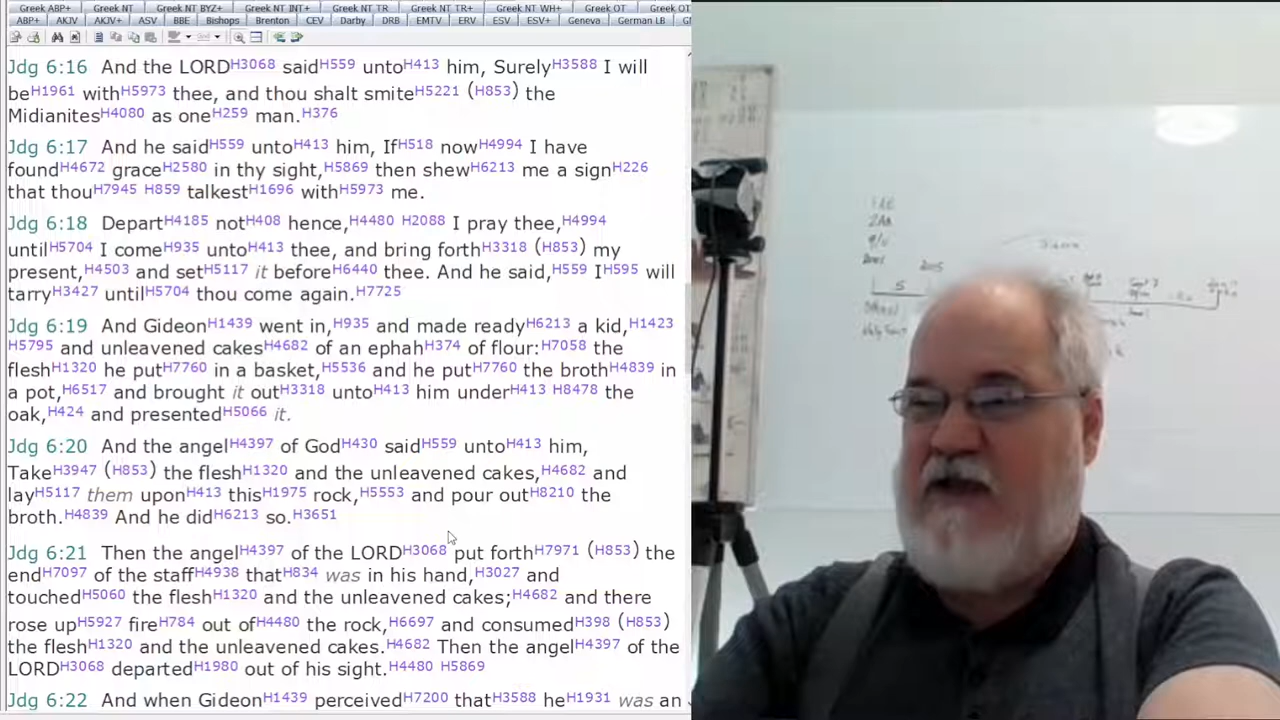 Greek ABP+ Greek NT Greek NT BYZ+ Greek NT INT+ Greek NT TR Greek NT TR+ Greek NT WH+ Greek OT Greek OT
ABP+ AKJV AKJV+ ASV BBE Bishops Brenton CEV Darby DRB EMTV ERV ESV ESV+ Geneva German LB
Jdg 6:16 And the LORDH3068 saidH559 untoH413 him, SurelyH3588 I will
beH1961 withH5973 thee, and thou shalt smiteH5221 (H853) the
MidianitesH4080 as oneH259 man.H376
Jdg 6:17 And he saidH559 untoH413 him, IfH518 nowH4994 I have
foundH4672 graceH2580 in thy sight,H5869 then shewH6213 me a signH226
that thouH7945 H859 talkestH1696 withH5973 me.
Jdg 6:18 DepartH4185 notH408 hence,H4480 H2088 I pray thee,H4994
untilH5704 I comeH935 untoH413 thee, and bring forthH3318 (H853) my
present,H4503 and setH5117 it beforeH6440 thee. And he said,H559 IH595 will
tarryH3427 untilH5704 thou come again.H7725
Jdg 6:19 And GideonH1439 went in,H935 and made readyH6213 a kid,H1423
H5795 and unleavened cakesH4682 of an ephahH374 of flour:H7058 the
fleshH1320 he putH7760 in a basket,H5536 and he putH7760 the brothH4839 in
a pot,H6517 and brought it outH3318 untoH413 him underH413 H8478 the
oak,H424 and presentedH5066 it.
Jdg 6:20 And the angelH4397 of GodH430 saidH559 untoH413 him,
TakeH3947 (H853) the fleshH1320 and the unleavened cakes,H4682 and
layH5117 them uponH413 thisH1975 rock,H5553 and pour outH8210 the
broth.H4839 And he didH6213 so.H3651
Jdg 6:21 Then the angelH4397 of the LORDH3068 put forthH7971 (H853) the
endH7097 of the staffH4938 thatH834 was in his hand,H3027 and
touchedH5060 the fleshH1320 and the unleavened cakes;H4682 and there
rose upH5927 fireH784 out ofH4480 the rock,H6697 and consumedH398 (H853)
the fleshH1320 and the unleavened cakes.H4682 Then the angelH4397 of the
LORDH3068 departedH1980 out of his sight.H4480 H5869
Jdg 6:22 And when GideonH1439 perceivedH7200 thatH3588 heH1931 was an
2005
5